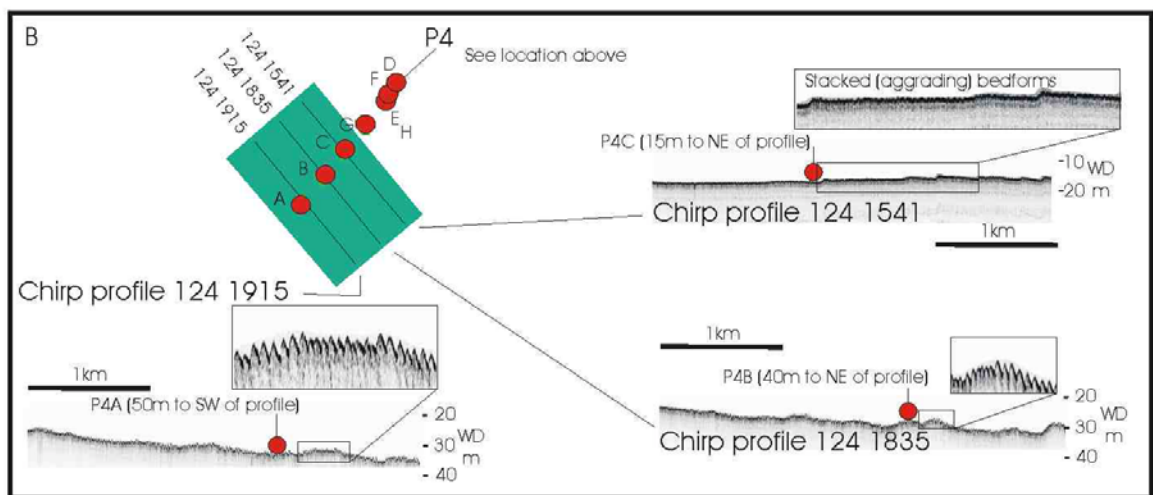 B
P4
See location above
124 1541
124 1835
124 1915
D
F
E
H
G
C
B
A
Stacked (aggrading) bedforms
P4C (15m to NE of profile)
-10
WD
-20 m
Chirp profile 124 1541
1km
Chirp profile 124 1915
1km
P4A (50m to SW of profile)
- 20
- 30 WD
m
- 40
1km
P4B (40m to NE of profile)
- 20
WD
- 30
m
- 40
Chirp profile 124 1835